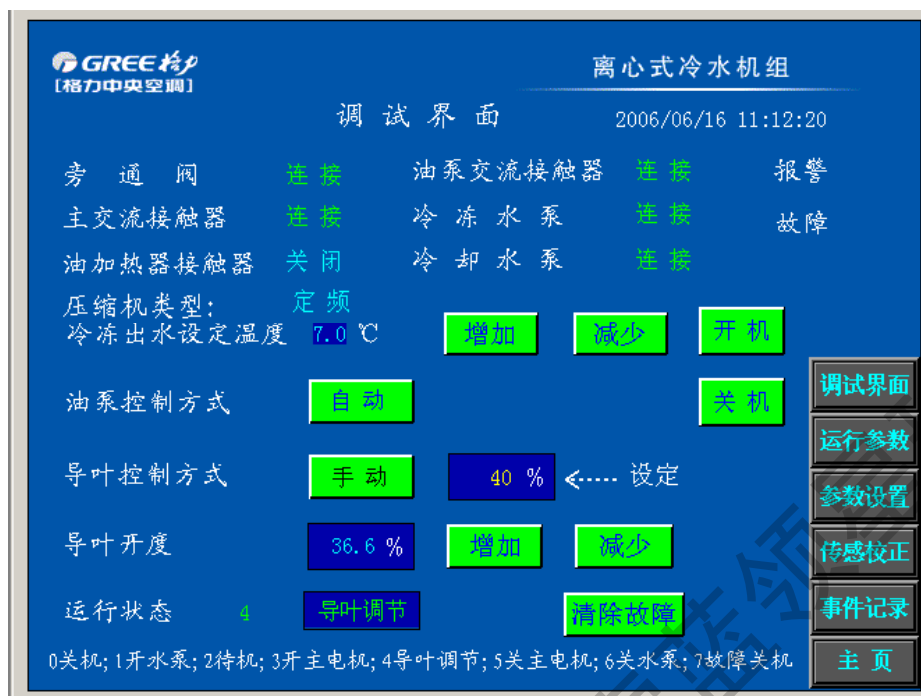 GREE格力
[格力中央空调]
离心式冷水机组
调试界面
2006/06/16 11:12:20
旁通阀 连接 油泵交流接触器 连接 报警
主交流接触器 连接 冷冻水泵 连接 故障
油加热器接触器 关闭 冷却水泵 连接
压缩机类型: 定频
冷冻出水设定温度 7.0 ℃ 增加 减少 开机
油泵控制方式 自动 关机
导叶控制方式 手动 40 % <----- 设定
导叶开度 36.6 % 增加 减少
运行状态 4 导叶调节 清除故障
0关机;1开水泵;2待机;3开主电机;4导叶调节;5关主电机;6关水泵;7故障关机
调试界面
运行参数
参数设置
传感校正
事件记录
主页